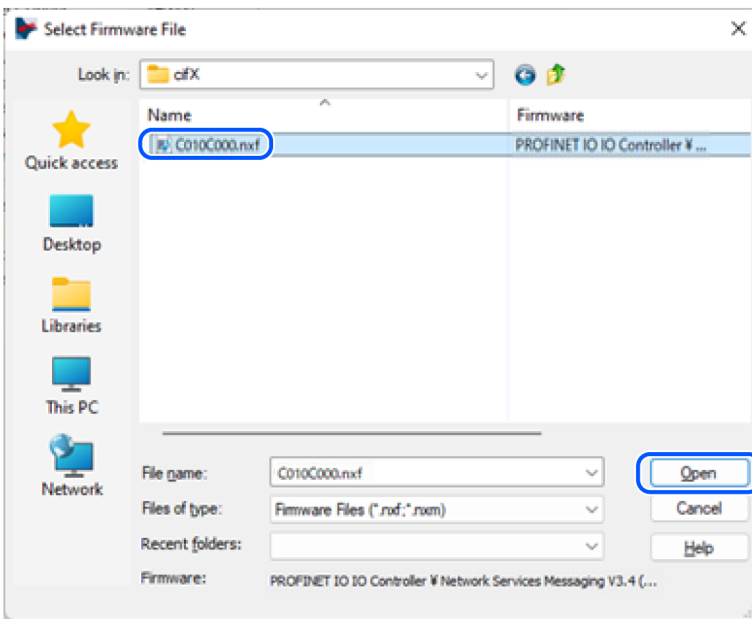 Select Firmware File
Look in: cifX
Name Firmware
C010C000.nxf PROFINET IO IO Controller ¥ ...
Quick access
Desktop
Libraries
This PC
Network
File name: C010C000.nxf Open
Files of type: Firmware Files (*.nxf;*.nxm) Cancel
Recent folders: Help
Firmware: PROFINET IO IO Controller ¥ Network Services Messaging V3.4 (...